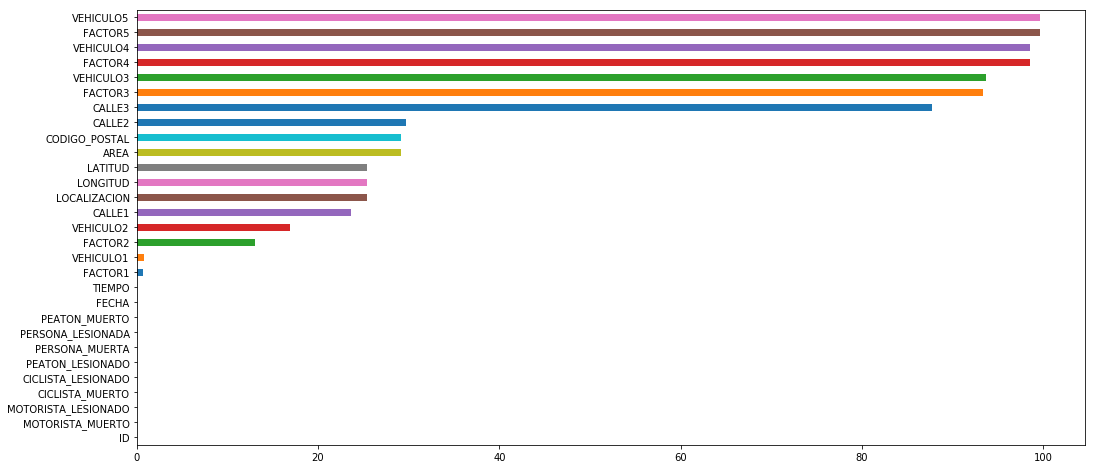 VEHICULO5
FACTOR5
VEHICULO4
FACTOR4
VEHICULO3
FACTOR3
CALLE3
CALLE2
CODIGO_POSTAL
AREA
LATITUD
LONGITUD
LOCALIZACION
CALLE1
VEHICULO2
FACTOR2
VEHICULO1
FACTOR1
TIEMPO
FECHA
PEATON_MUERTO
PERSONA_LESIONADA
PERSONA_MUERTA
PEATON_LESIONADO
CICLISTA_LESIONADO
CICLISTA_MUERTO
MOTORISTA_LESIONADO
MOTORISTA_MUERTO
ID
0 20 40 60 80 100